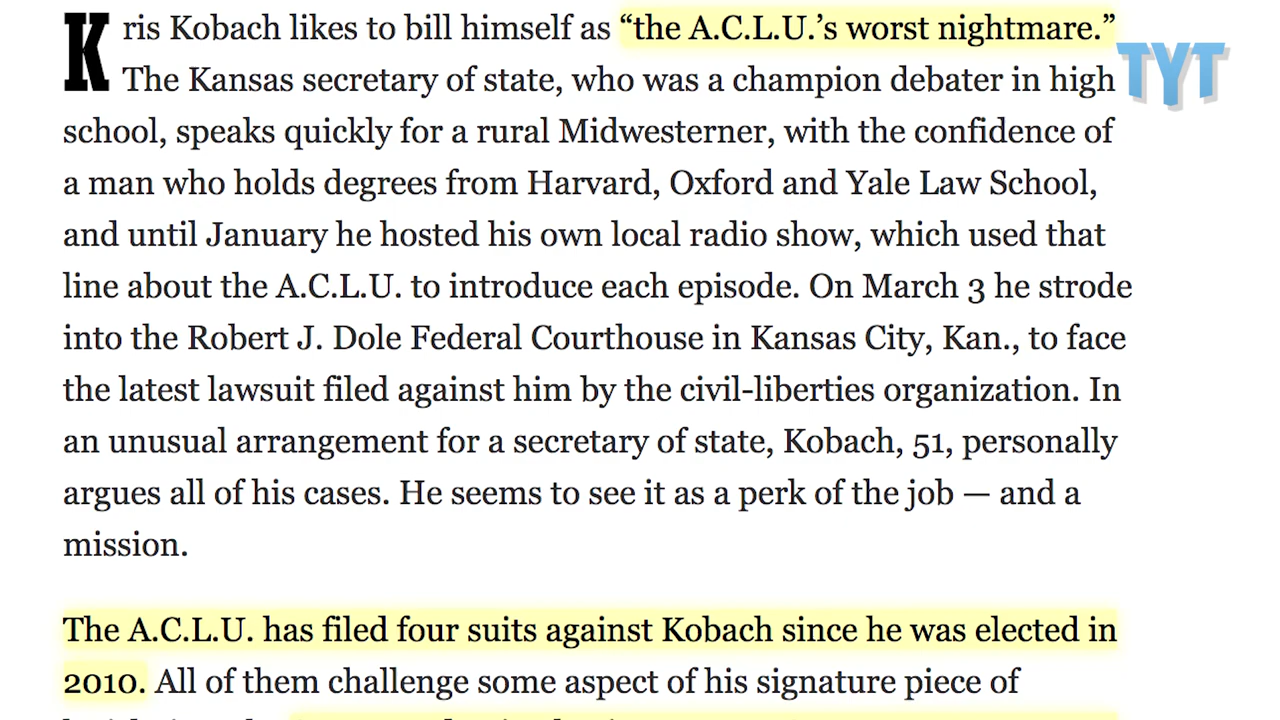 Kris Kobach likes to bill himself as “the A.C.L.U.’s worst nightmare.”
The Kansas secretary of state, who was a champion debater in high
school, speaks quickly for a rural Midwesterner, with the confidence of
a man who holds degrees from Harvard, Oxford and Yale Law School,
and until January he hosted his own local radio show, which used that
line about the A.C.L.U. to introduce each episode. On March 3 he strode
into the Robert J. Dole Federal Courthouse in Kansas City, Kan., to face
the latest lawsuit filed against him by the civil-liberties organization. In
an unusual arrangement for a secretary of state, Kobach, 51, personally
argues all of his cases. He seems to see it as a perk of the job — and a
mission.
The A.C.L.U. has filed four suits against Kobach since he was elected in
2010. All of them challenge some aspect of his signature piece of
TYT